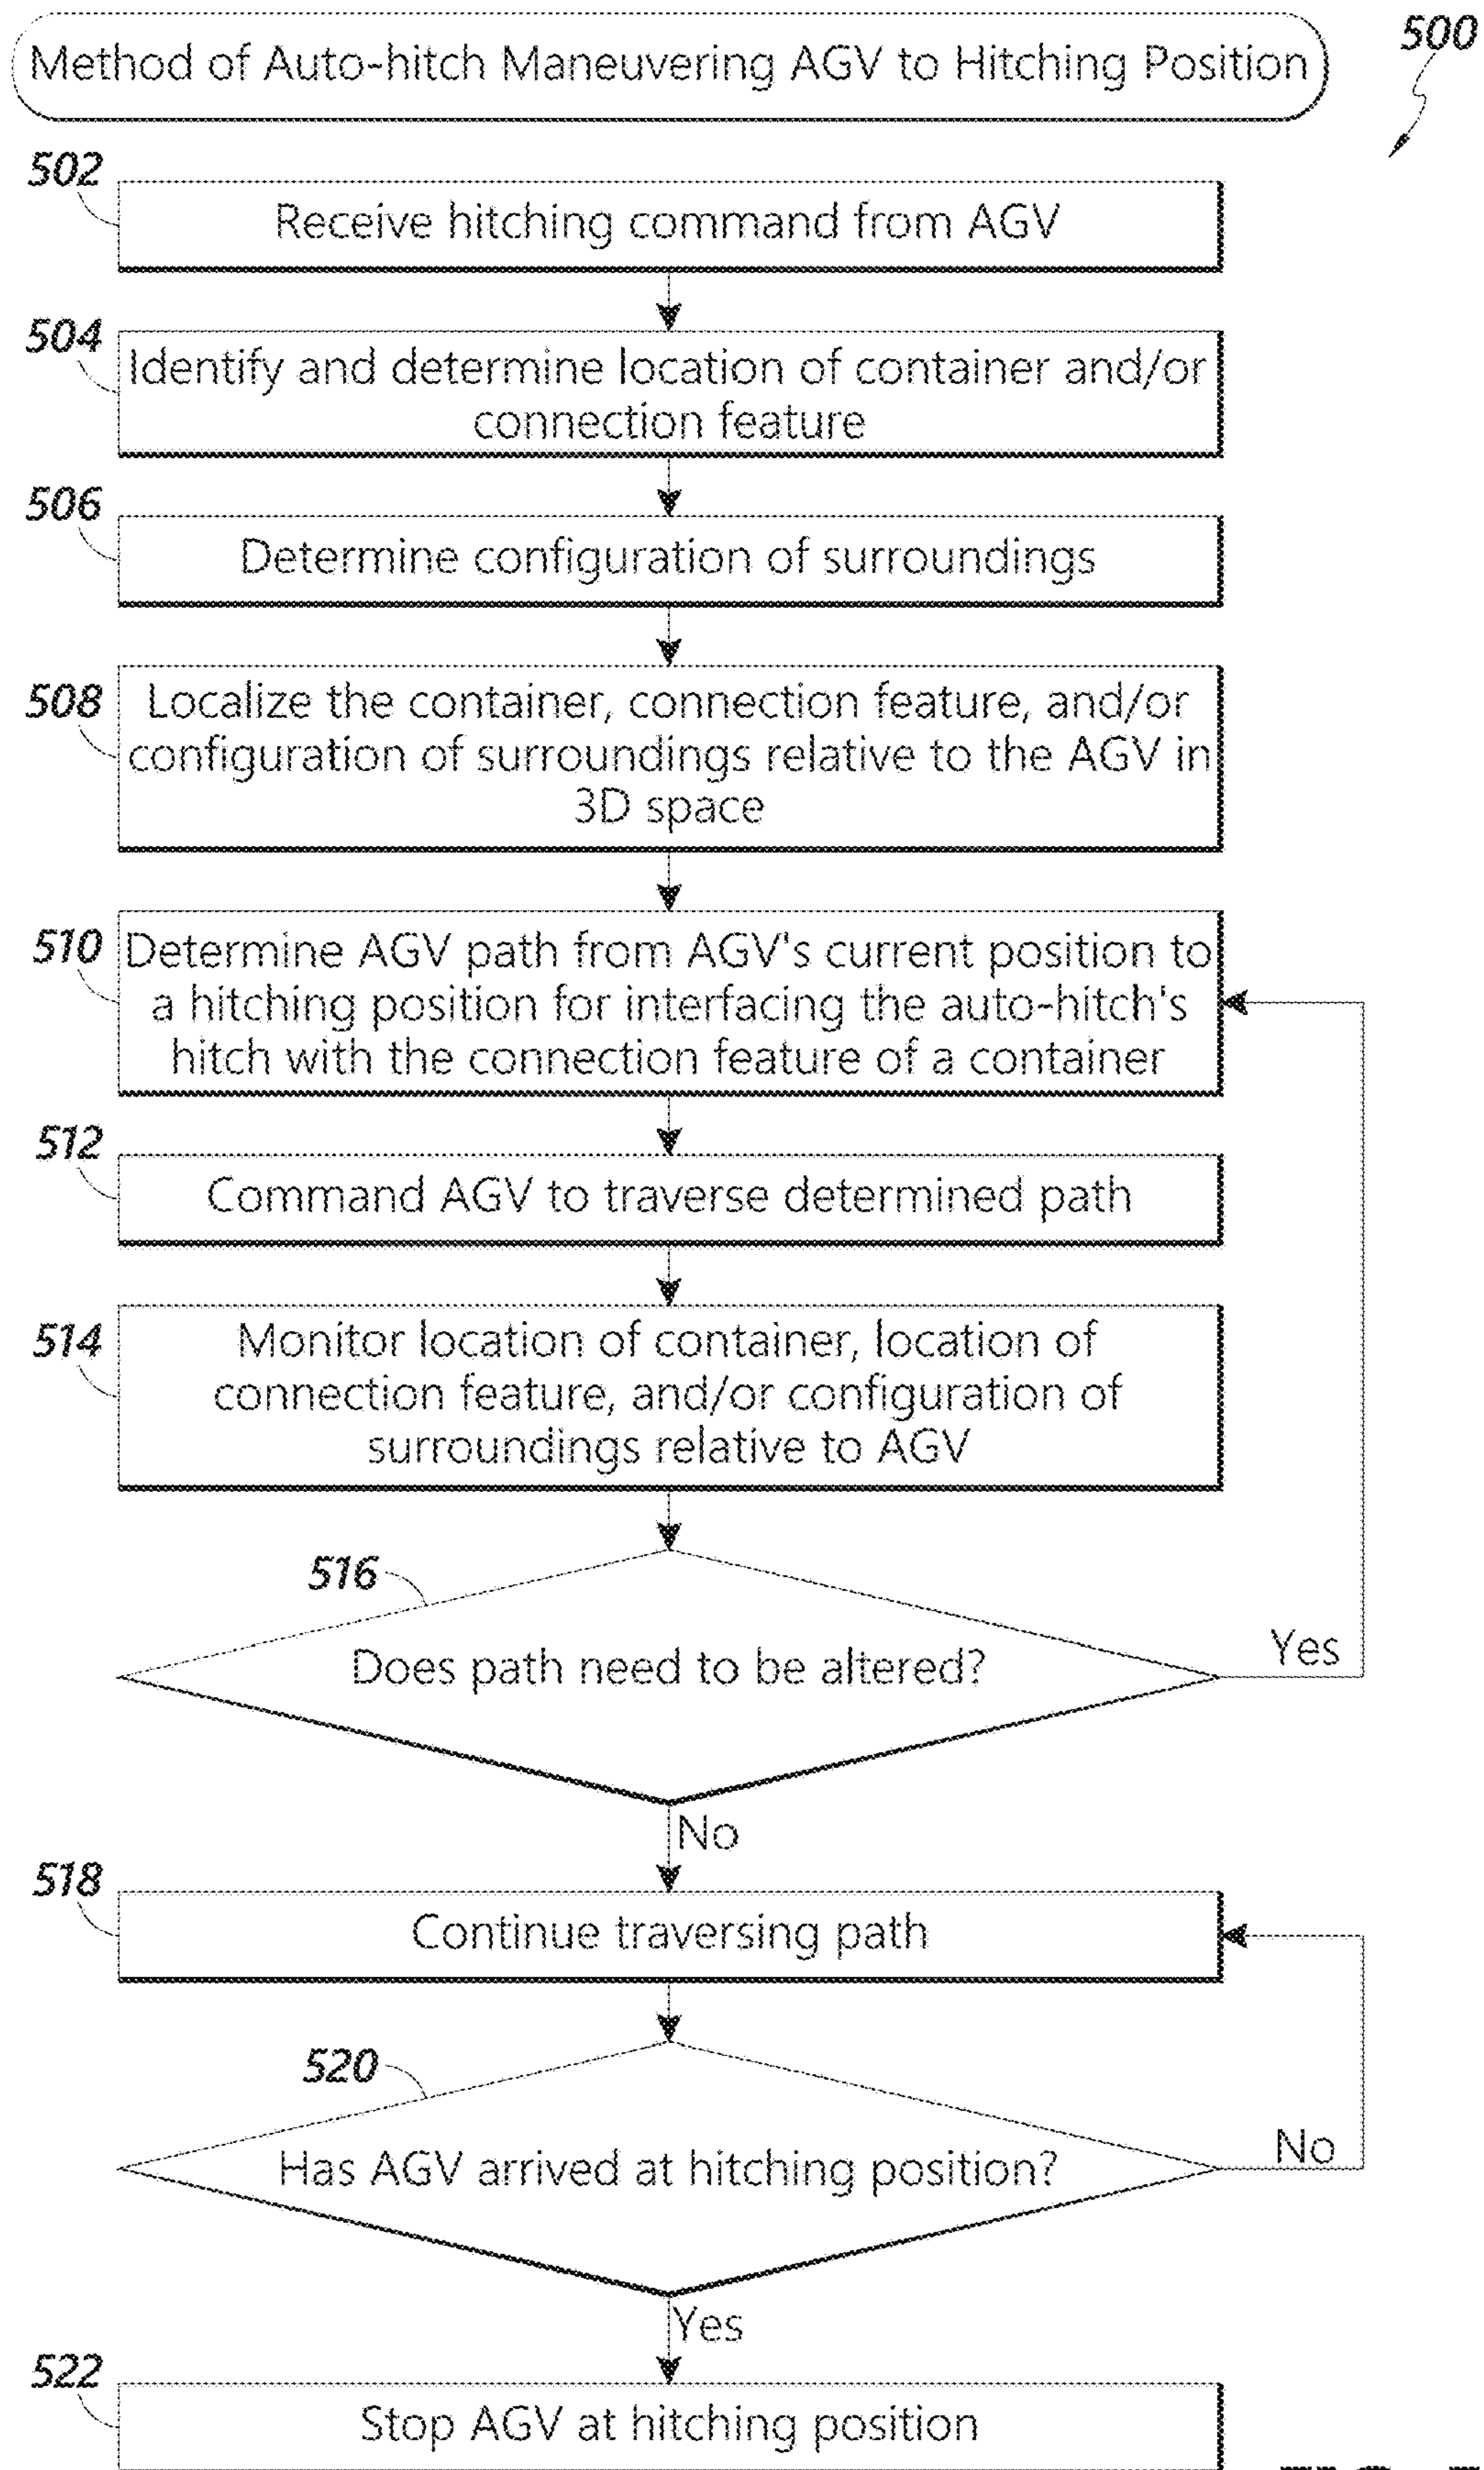 Method of Auto-hitch Maneuvering AGV to Hitching Position
500
502
Receive hitching command from AGV
504
Identify and determine location of container and/or
connection feature
506
Determine configuration of surroundings
508
Localize the container, connection feature, and/or
configuration of surroundings relative to the AGV in
3D space
510
Determine AGV path from AGV's current position to
a hitching position for interfacing the auto-hitch's
hitch with the connection feature of a container
512
Command AGV to traverse determined path
514
Monitor location of container, location of
connection feature, and/or configuration of
surroundings relative to AGV
516
Does path need to be altered?
Yes
No
518
Continue traversing path
520
Has AGV arrived at hitching position?
No
Yes
522
Stop AGV at hitching position